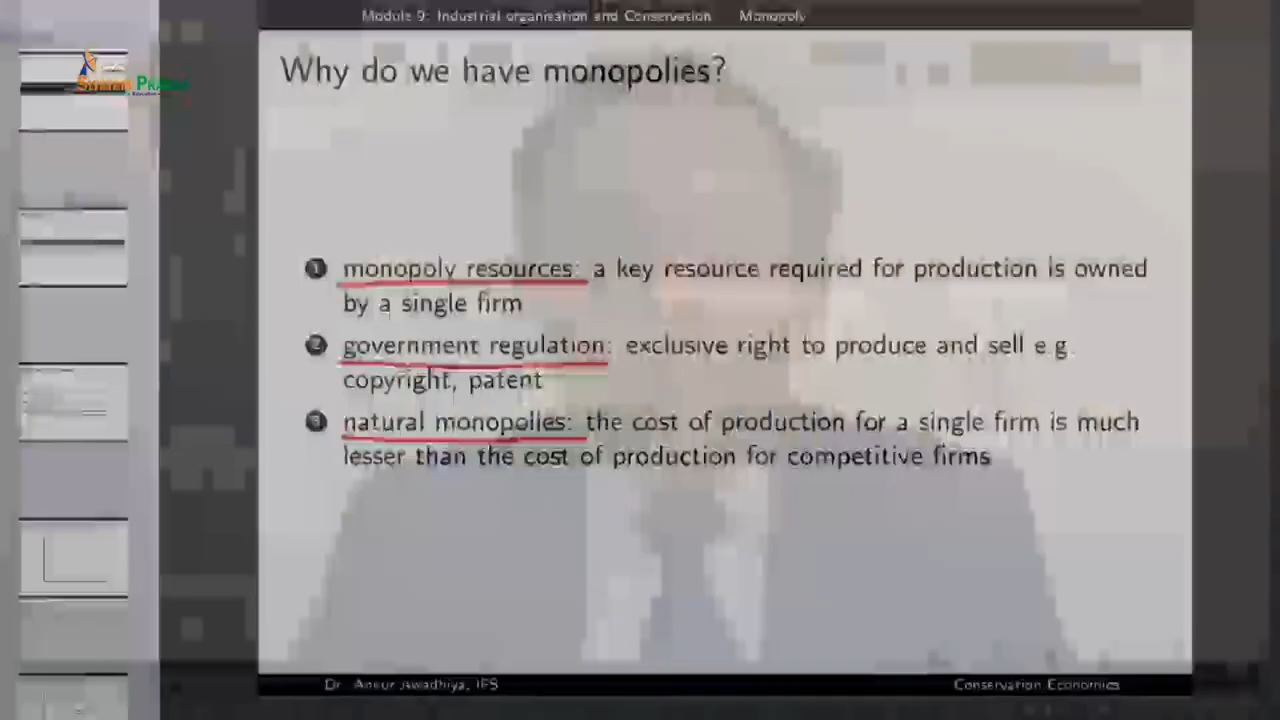 Module 9: Industrial organisation and Conservation Monopoly
Why do we have monopolies?
1 monopoly resources: a key resource required for production is owned
by a single firm
2 government regulation: exclusive right to produce and sell e.g.
copyright, patent
3 natural monopolies: the cost of production for a single firm is much
lesser than the cost of production for competitive firms
Dr. Ankur Awadhiya, IFS Conservation Economics